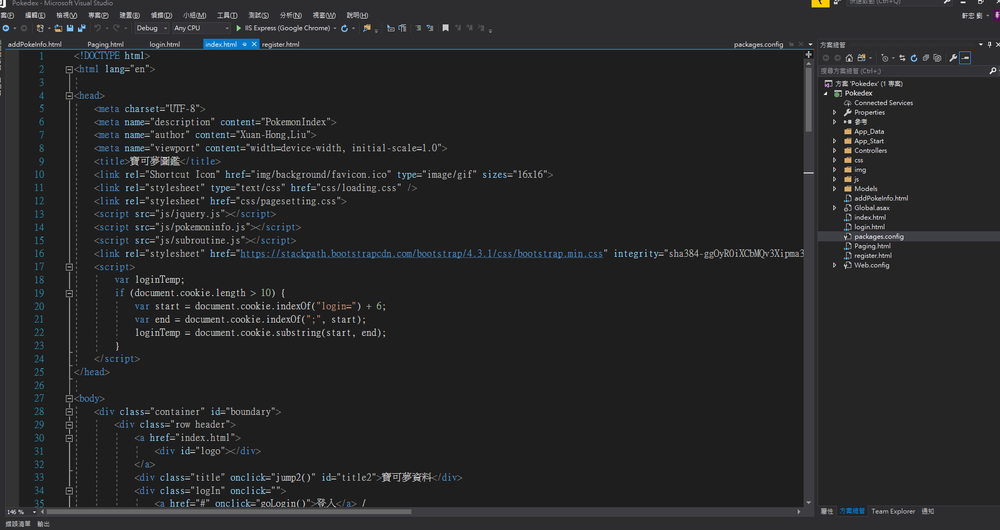 Pokedex - Microsoft Visual Studio
快速啟動 (Ctrl+Q)
案(F) 編輯(E) 檢視(V) 專案(P) 建置(B) 偵錯(D) 小組(M) 工具(T) 測試(S) 分析(N) 視窗(W) 說明(H)
軒宏 劉
Debug Any CPU IIS Express (Google Chrome)
addPokeInfo.html Paging.html login.html index.html register.html packages.config
1 <!DOCTYPE html>
2 <html lang="en">
3
4 <head>
5 <meta charset="UTF-8">
6 <meta name="description" content="PokemonIndex">
7 <meta name="author" content="Xuan-Hong,Liu">
8 <meta name="viewport" content="width=device-width, initial-scale=1.0">
9 <title>寶可夢圖鑑</title>
10 <link rel="Shortcut Icon" href="img/background/favicon.ico" type="image/gif" sizes="16x16">
11 <link rel="stylesheet" type="text/css" href="css/loading.css" />
12 <link rel="stylesheet" href="css/pagesetting.css">
13 <script src="js/jquery.js"></script>
14 <script src="js/pokemoninfo.js"></script>
15 <script src="js/subroutine.js"></script>
16 <link rel="stylesheet" href="https://stackpath.bootstrapcdn.com/bootstrap/4.3.1/css/bootstrap.min.css" integrity="sha384-ggOyR0iXCbMQv3Xipma3
17 <script>
18 var loginTemp;
19 if (document.cookie.length > 10) {
20 var start = document.cookie.indexOf("login=") + 6;
21 var end = document.cookie.indexOf(";", start);
22 loginTemp = document.cookie.substring(start, end);
23 }
24 </script>
25 </head>
26
27 <body>
28 <div class="container" id="boundary">
29 <div class="row header">
30 <a href="index.html">
31 <div id="logo"></div>
32 </a>
33 <div class="title" onclick="jump2()" id="title2">寶可夢資料</div>
34 <div class="logIn" onclick="">
35 <a href="#" onclick="goLogin()">登入</a> /
146 %
錯誤清單 輸出
方案總管
搜尋方案總管 (Ctrl+;)
方案 'Pokedex' (1 專案)
Pokedex
Connected Services
Properties
參考
App_Data
App_Start
Controllers
css
img
js
Models
addPokeInfo.html
Global.asax
index.html
login.html
packages.config
Paging.html
register.html
Web.config
屬性 方案總管 Team Explorer 通知